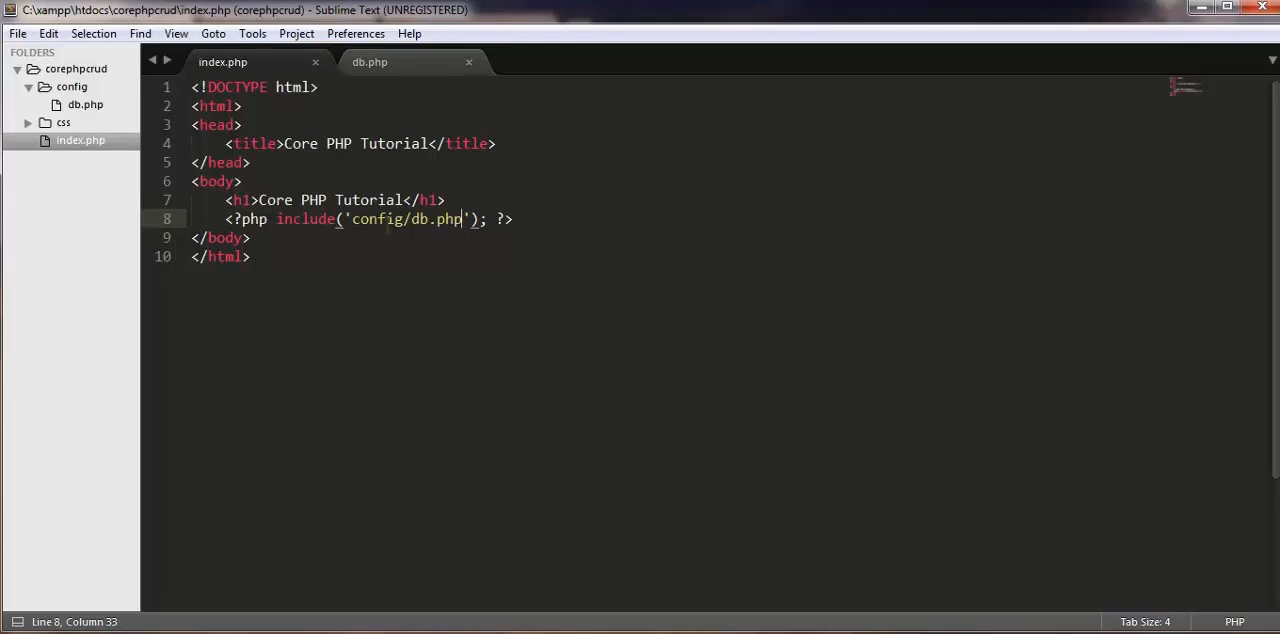 C:\xampp\htdocs\corephpcrud\index.php (corephpcrud) - Sublime Text (UNREGISTERED)
File Edit Selection Find View Goto Tools Project Preferences Help
FOLDERS
corephpcrud
config
db.php
css
index.php
index.php db.php
1 <!DOCTYPE html>
2 <html>
3 <head>
4 <title>Core PHP Tutorial</title>
5 </head>
6 <body>
7 <h1>Core PHP Tutorial</h1>
8 <?php include('config/db.php'); ?>
9 </body>
10 </html>
Line 8, Column 33 Tab Size: 4 PHP